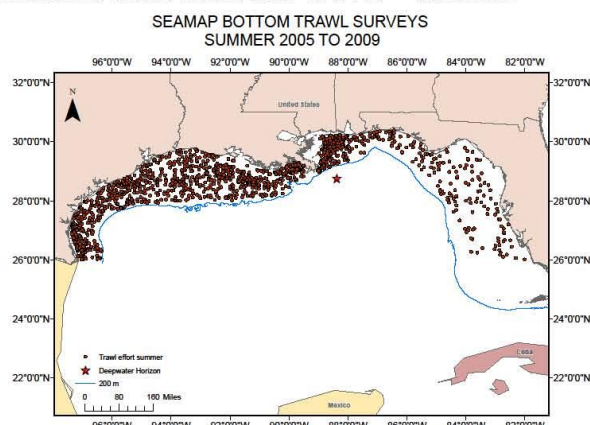 SEAMAP BOTTOM TRAWL SURVEYS
SUMMER 2005 TO 2009
96°0'0"W 94°0'0"W 92°0'0"W 90°0'0"W 88°0'0"W 86°0'0"W 84°0'0"W 82°0'0"W
32°0'0"N 32°0'0"N
N
United States
30°0'0"N 30°0'0"N
28°0'0"N 28°0'0"N
26°0'0"N 26°0'0"N
24°0'0"N 24°0'0"N
Trawl effort summer
Cuba
Deepwater Horizon
22°0'0"N 22°0'0"N
200 m
0 80 160 Miles
Mexico